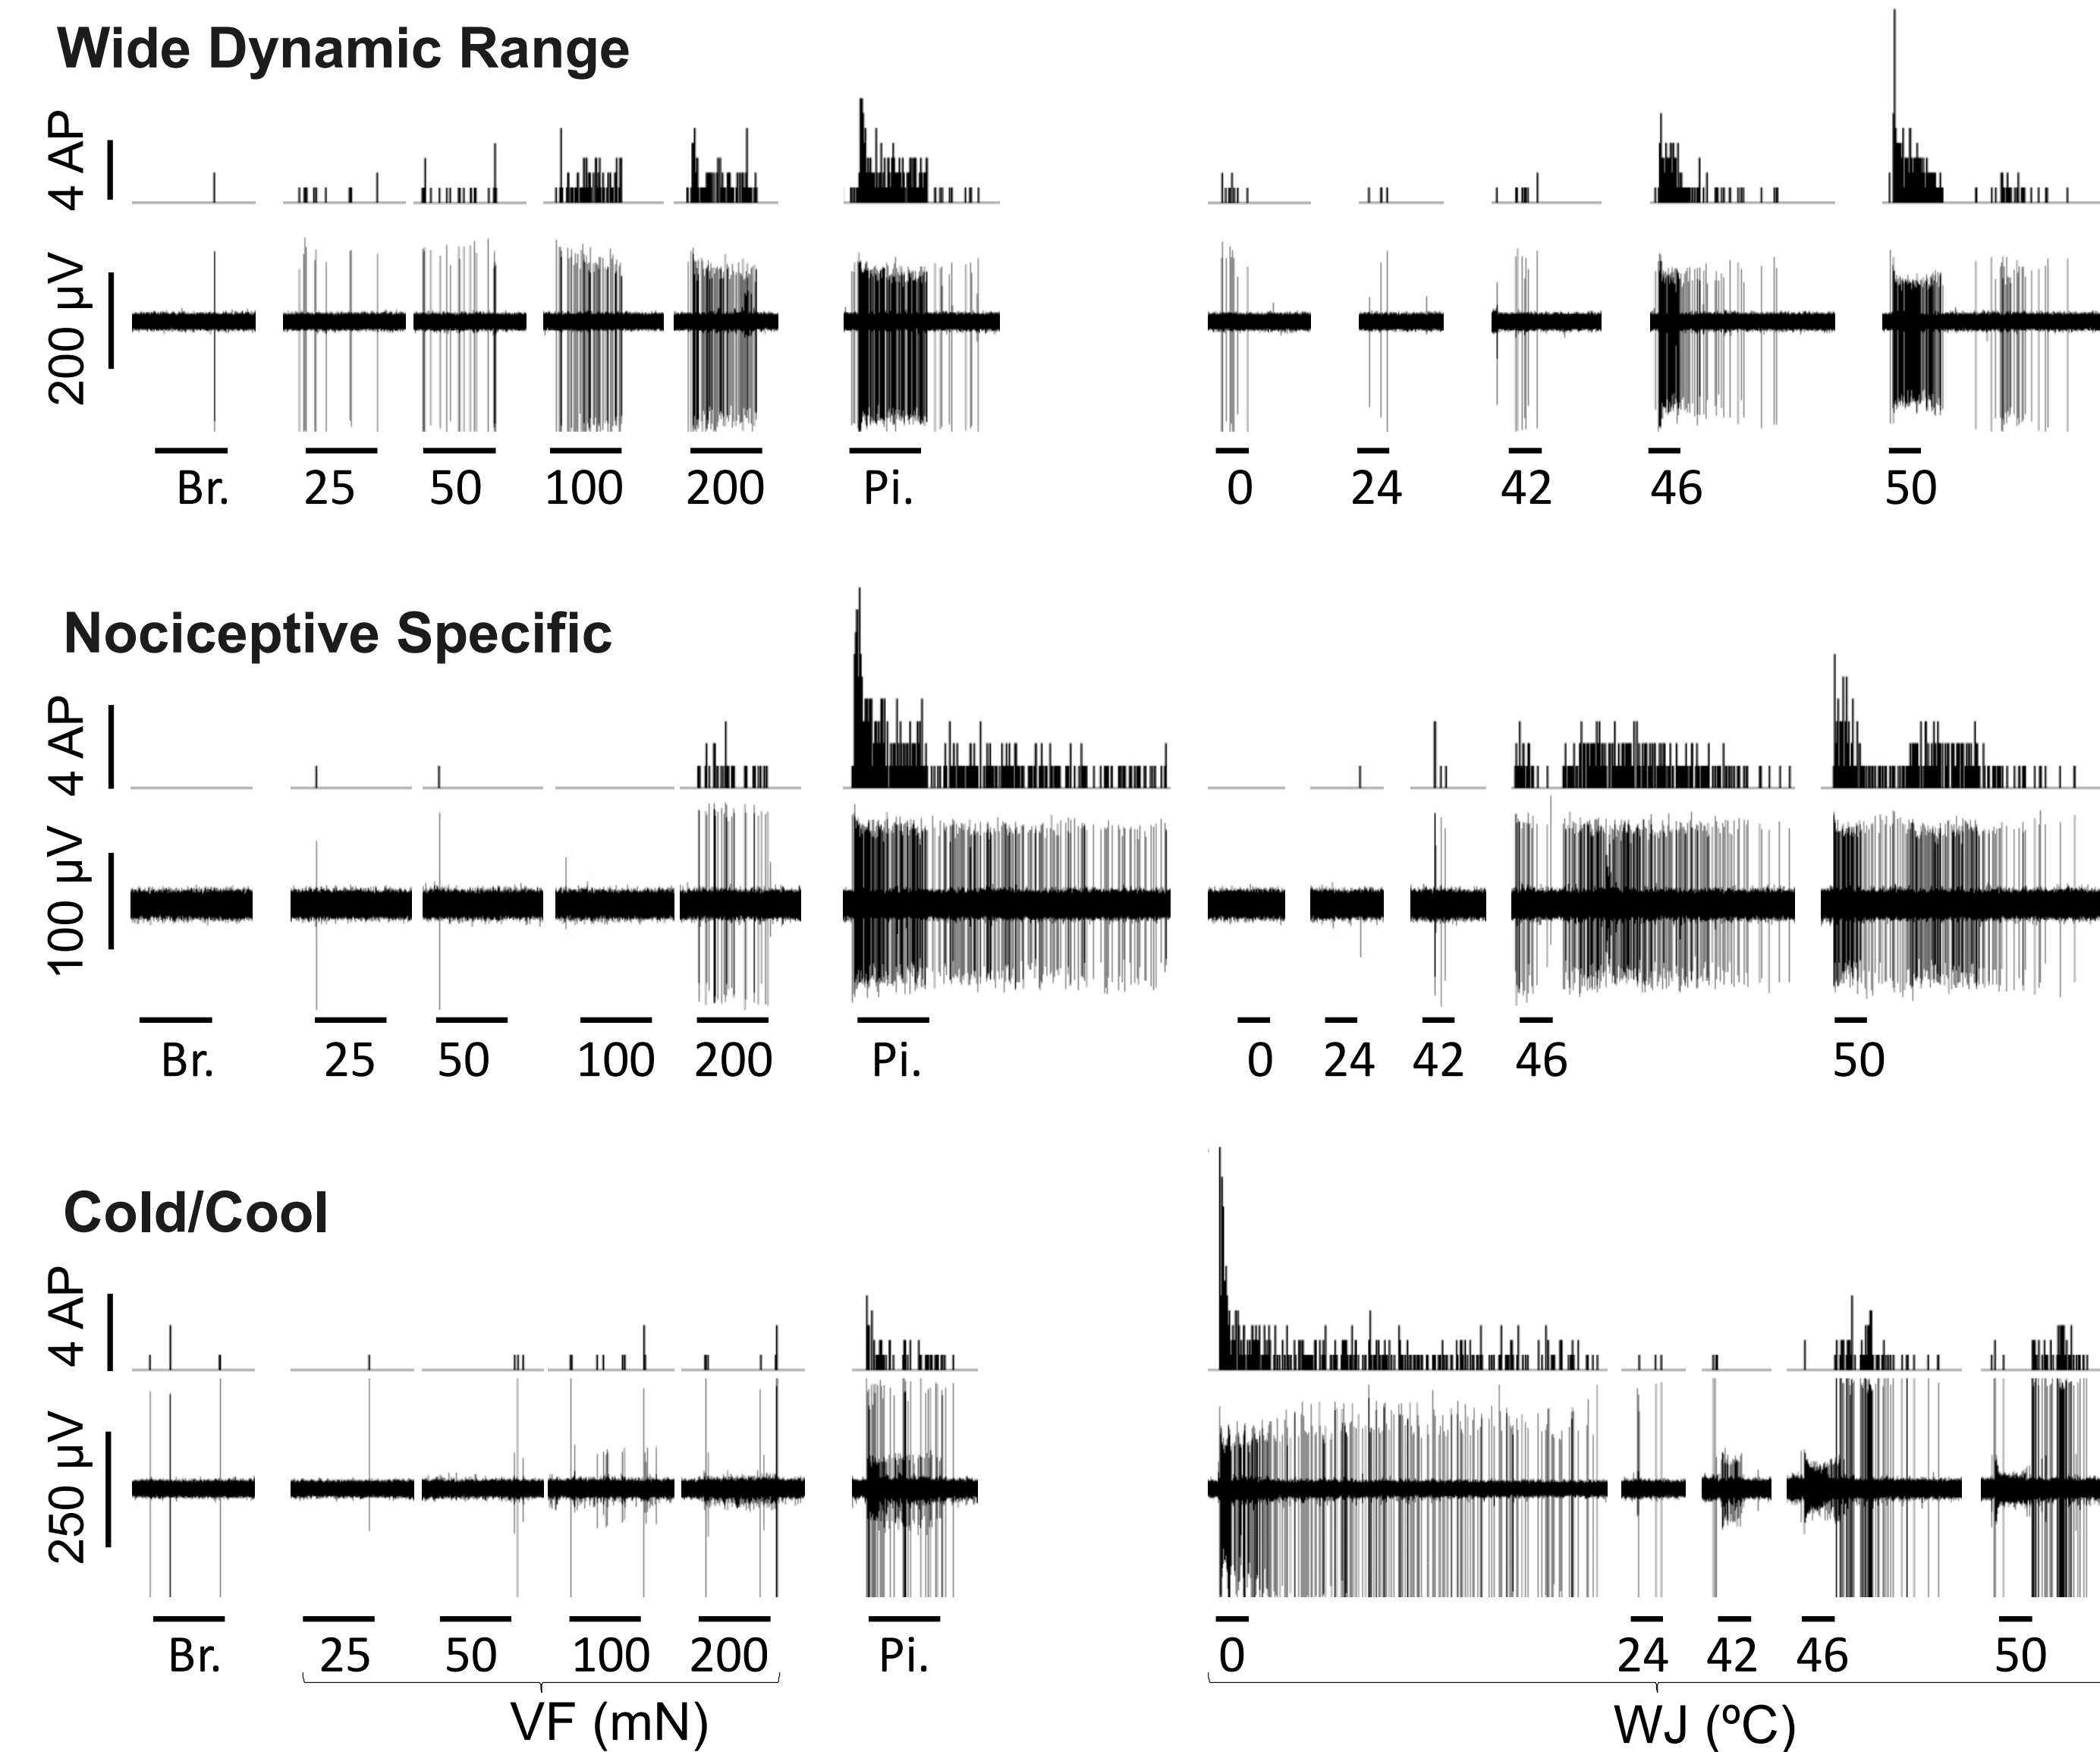 Wide Dynamic Range
4 AP
200 µV
Br. 25 50 100 200 Pi. 0 24 42 46 50
Nociceptive Specific
4 AP
100 µV
Br. 25 50 100 200 Pi. 0 24 42 46 50
Cold/Cool
4 AP
250 µV
Br. 25 50 100 200 Pi. 0 24 42 46 50
VF (mN) WJ (ºC)